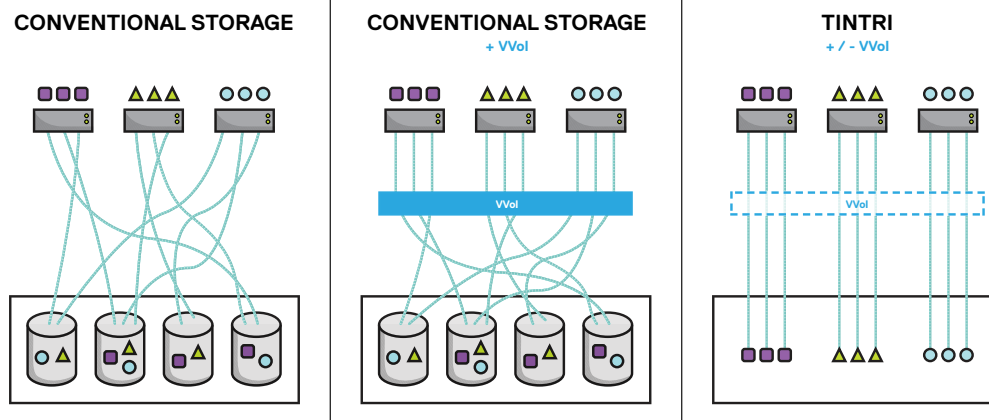 CONVENTIONAL STORAGE
CONVENTIONAL STORAGE
+ VVol
VVol
TINTRI
+ / - VVol
VVol